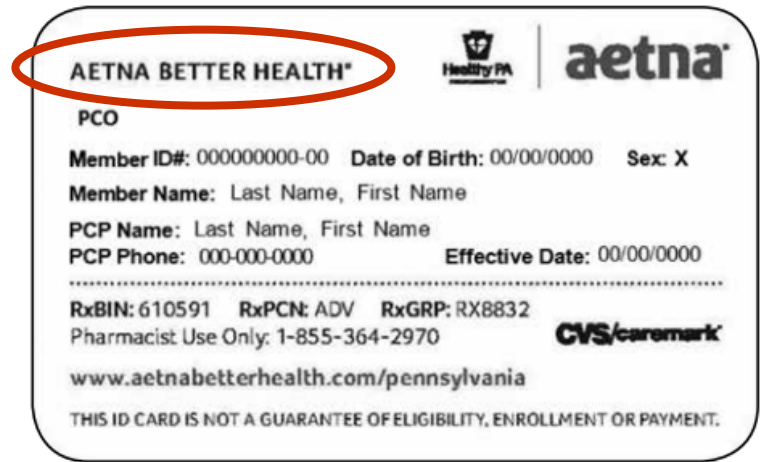 AETNA BETTER HEALTH®
Healthy PA
aetna
PCO
Member ID#: 000000000-00 Date of Birth: 00/00/0000 Sex: X
Member Name: Last Name, First Name
PCP Name: Last Name, First Name
PCP Phone: 000-000-0000 Effective Date: 00/00/0000
RxBIN: 610591 RxPCN: ADV RxGRP: RX8832
Pharmacist Use Only: 1-855-364-2970
CVS/caremark
www.aetnabetterhealth.com/pennsylvania
THIS ID CARD IS NOT A GUARANTEE OF ELIGIBILITY, ENROLLMENT OR PAYMENT.